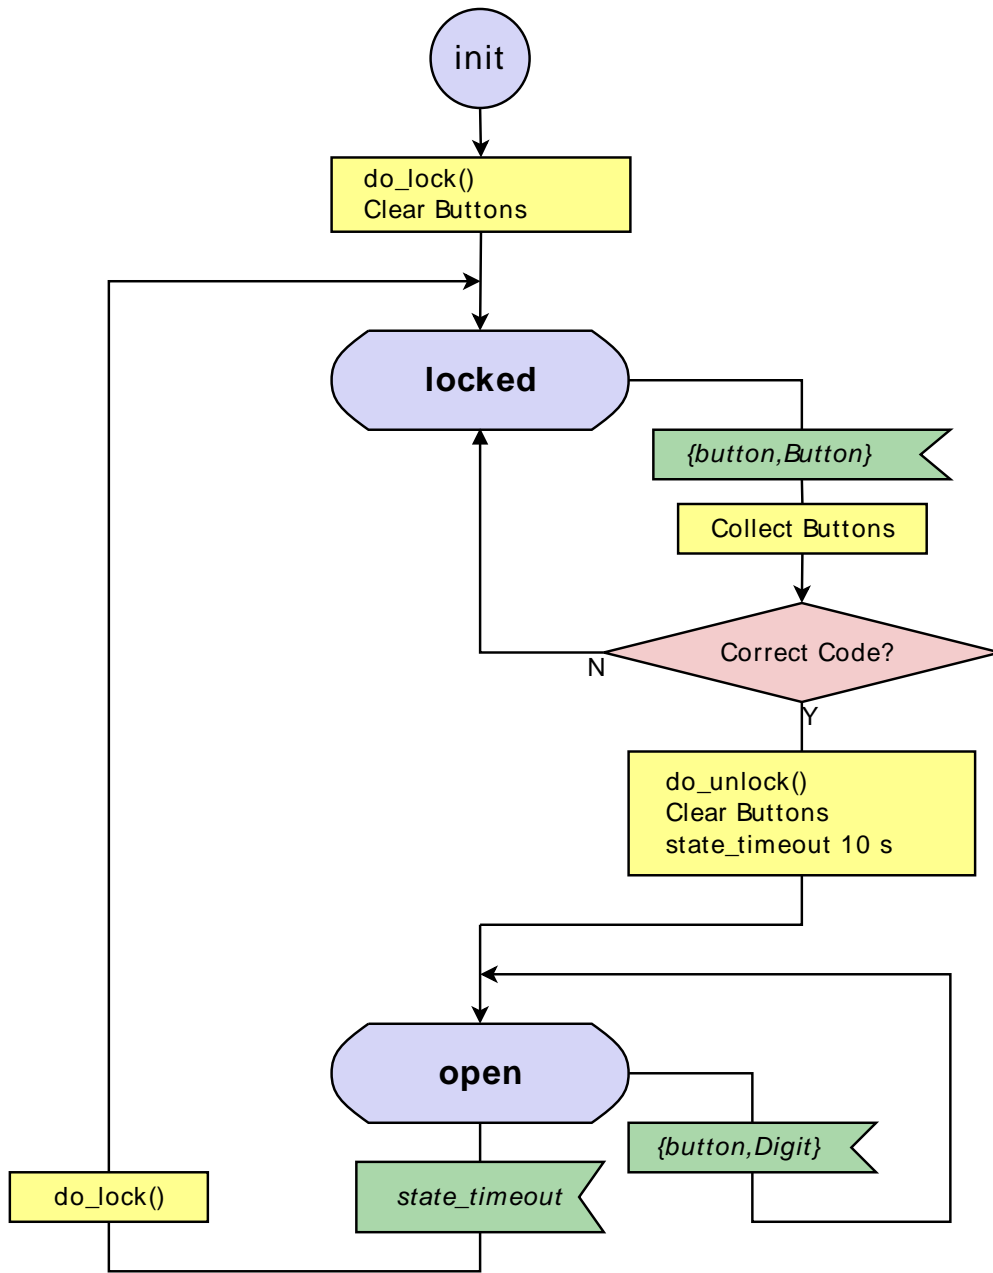 init
do_lock()
Clear Buttons
locked
{button,Button}
Collect Buttons
Correct Code?
N
Y
do_unlock()
Clear Buttons
state_timeout 10 s
open
{button,Digit}
do_lock()
state_timeout